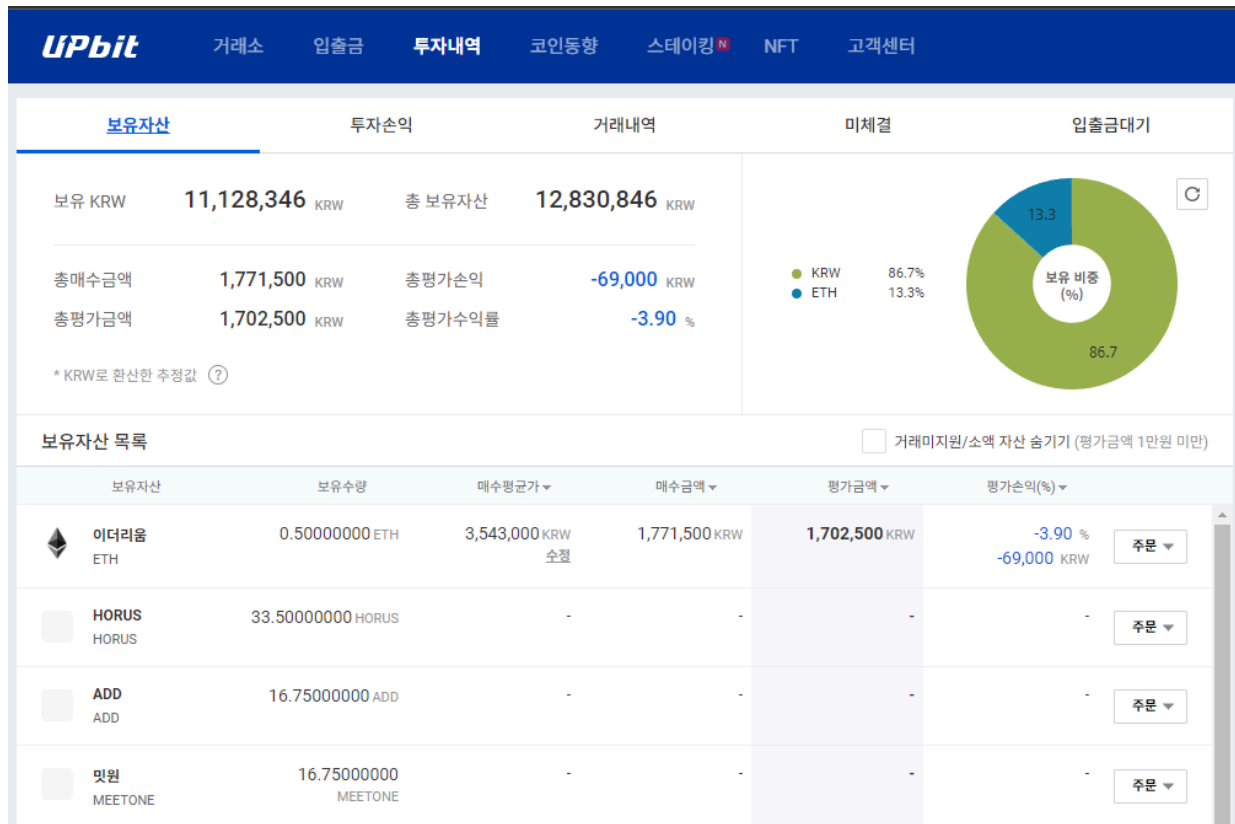 UPbit 거래소 입출금 투자내역 코인동향 스테이킹 N NFT 고객센터
보유자산 투자손익 거래내역 미체결 입출금대기
보유 KRW 11,128,346 KRW 총 보유자산 12,830,846 KRW
총매수금액 1,771,500 KRW 총평가손익 -69,000 KRW
총평가금액 1,702,500 KRW 총평가수익률 -3.90 %
* KRW로 환산한 추정값 ?
KRW 86.7%
ETH 13.3%
13.3
보유 비중
(%)
86.7
보유자산 목록 거래미지원/소액 자산 숨기기 (평가금액 1만원 미만)
보유자산 보유수량 매수평균가 매수금액 평가금액 평가손익(%)
이더리움 0.50000000 ETH 3,543,000 KRW 1,771,500 KRW 1,702,500 KRW -3.90 % 주문
ETH 수정 -69,000 KRW
HORUS 33.50000000 HORUS - - - - 주문
HORUS
ADD 16.75000000 ADD - - - - 주문
ADD
밋원 16.75000000 - - - - 주문
MEETONE MEETONE